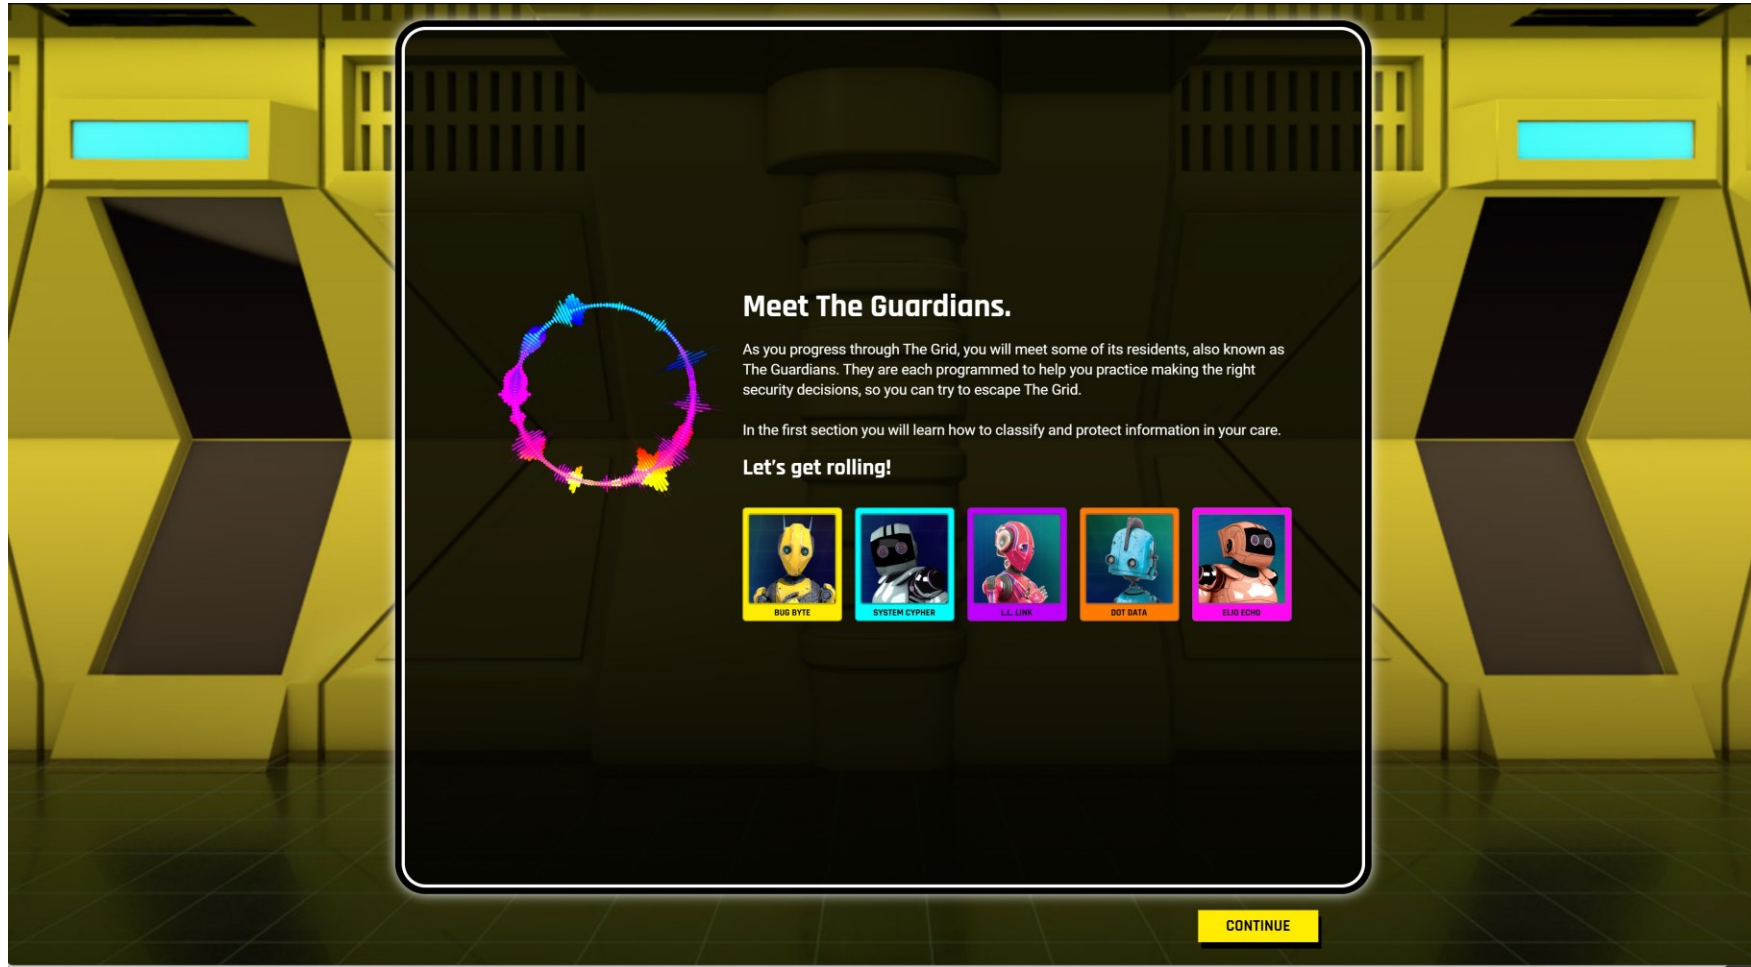 Meet The Guardians.
As you progress through The Grid, you will meet some of its residents, also known as
The Guardians. They are each programmed to help you practice making the right
security decisions, so you can try to escape The Grid.
In the first section you will learn how to classify and protect information in your care.
Let's get rolling!
BUG BYTE
SYSTEM CYPHER
L.L. LINK
DOT DATA
ELIO ECHO
CONTINUE